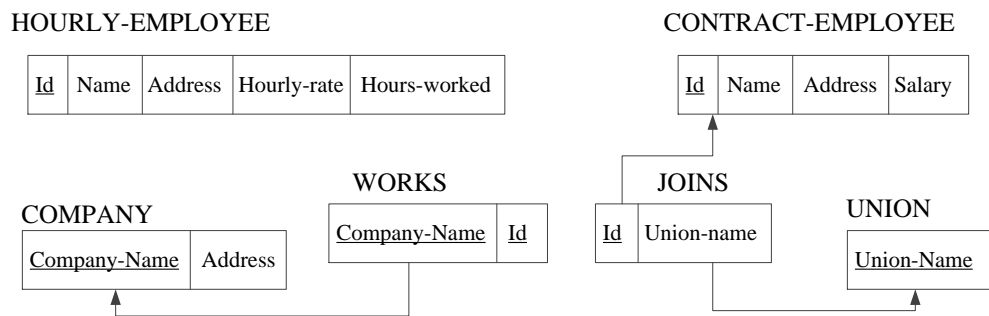 HOURLY-EMPLOYEE
CONTRACT-EMPLOYEE
Id Name Address Hourly-rate Hours-worked
Id Name Address Salary
WORKS
JOINS
COMPANY
UNION
Company-Name Id
Id Union-name
Company-Name Address
Union-Name